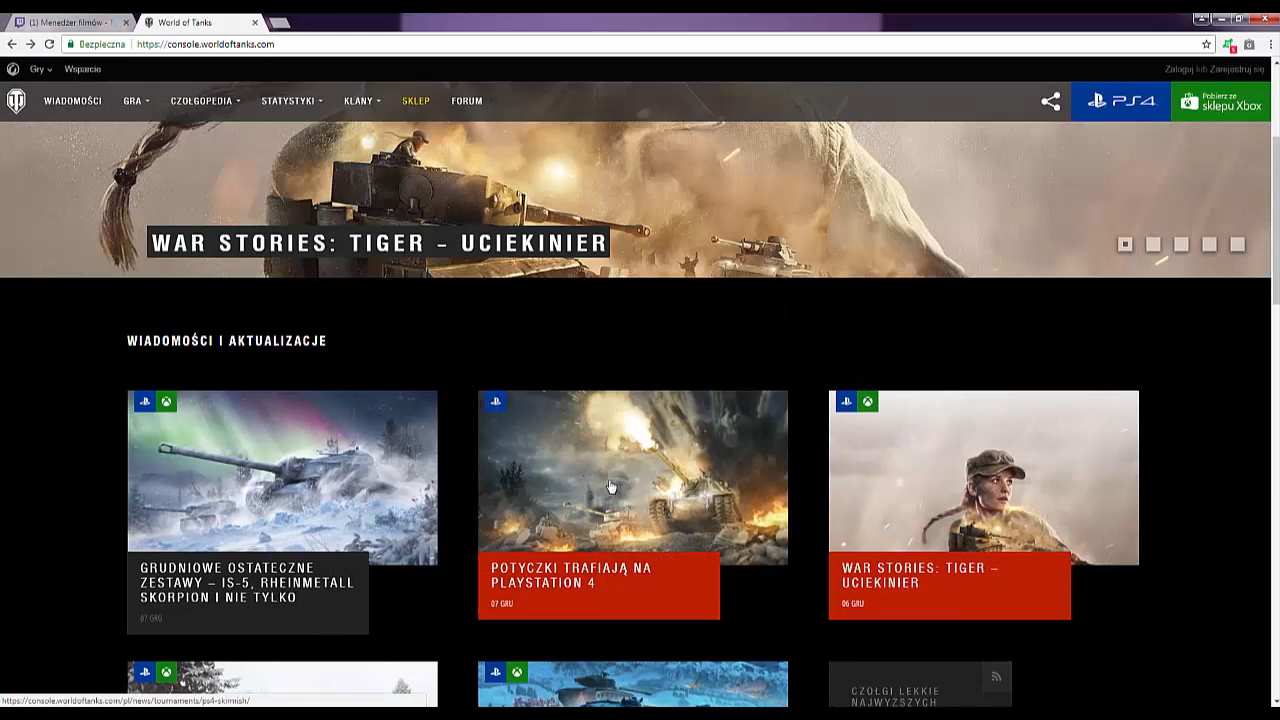 (1) Menedżer filmów - T
World of Tanks
Bezpieczna
https://console.worldoftanks.com
Gry
Wsparcie
Zaloguj lub Zarejestruj się
WIADOMOŚCI
GRA
CZOŁGOPEDIA
STATYSTYKI
KLANY
SKLEP
FORUM
PS4
Pobierz ze
sklepu Xbox
WAR STORIES: TIGER – UCIEKINIER
WIADOMOŚCI I AKTUALIZACJE
GRUDNIOWE OSTATECZNE
ZESTAWY – IS-5, RHEINMETALL
SKORPION I NIE TYLKO
07 GRU
POTYCZKI TRAFIAJĄ NA
PLAYSTATION 4
07 GRU
WAR STORIES: TIGER –
UCIEKINIER
06 GRU
CZOŁGI LEKKIE
NAJWYŻSZYCH
https://console.worldoftanks.com/pl/news/tournaments/ps4-skirmish/